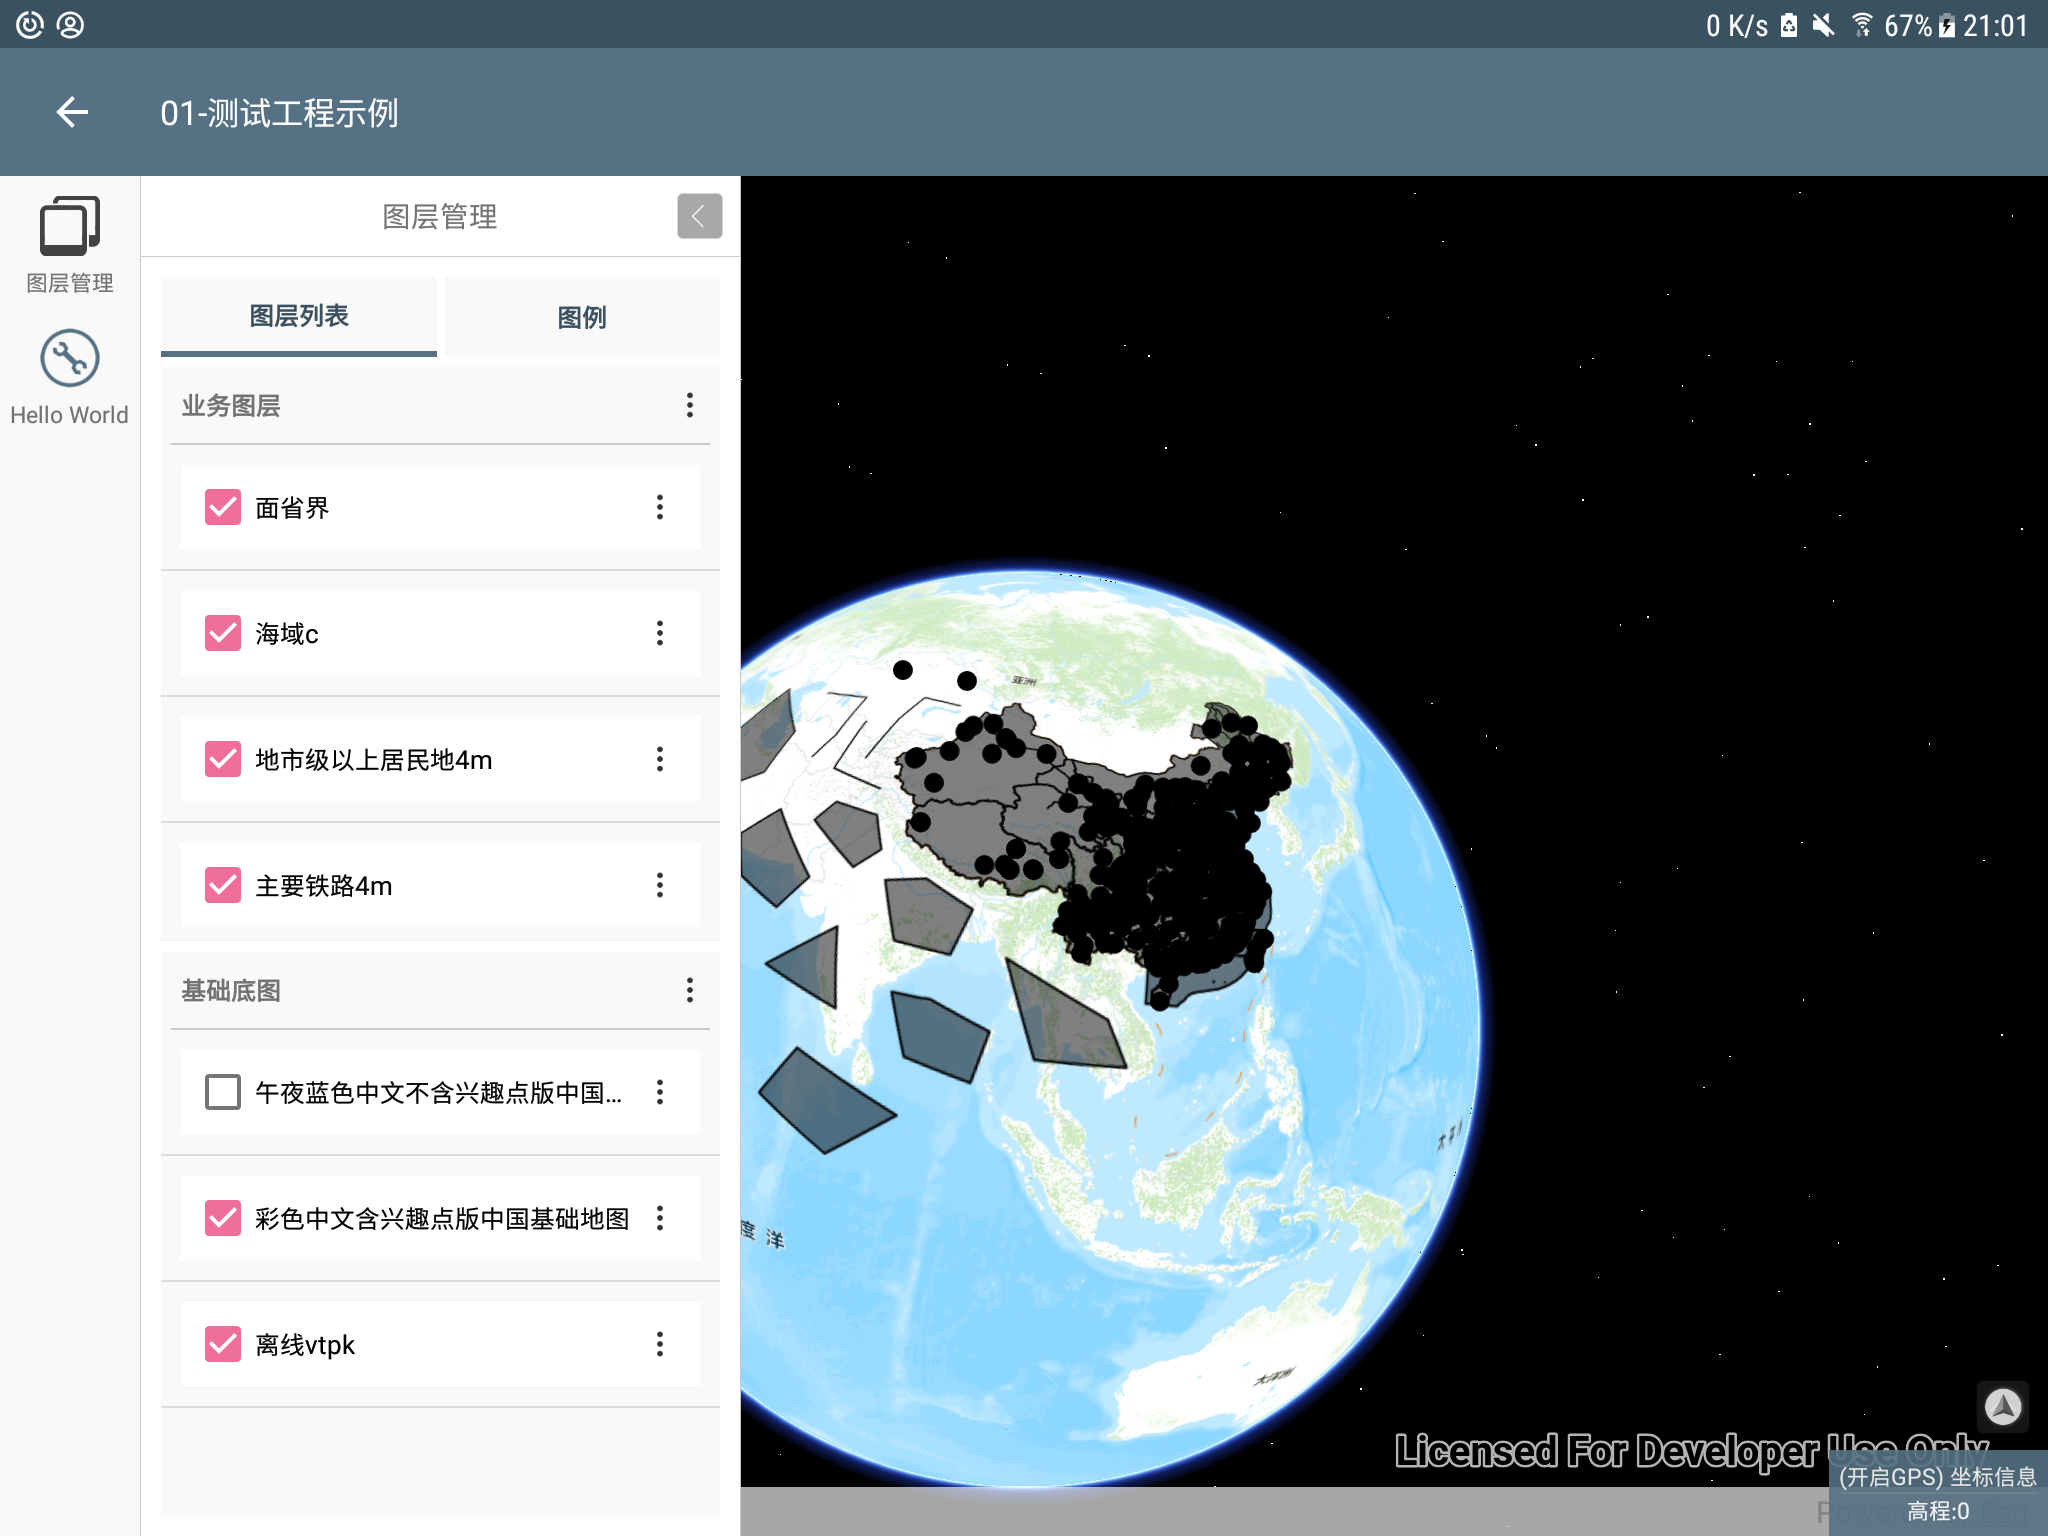 0 K/s 67% 21:01
01-测试工程示例
图层管理
Hello World
图层管理
图层列表
图例
业务图层
面省界
海域c
地市级以上居民地4m
主要铁路4m
基础底图
午夜蓝色中文不含兴趣点版中国...
彩色中文含兴趣点版中国基础地图
离线vtpk
亚洲
度 洋
大洋洲
Licensed For Developer Use Only
(开启GPS) 坐标信息
高程:0